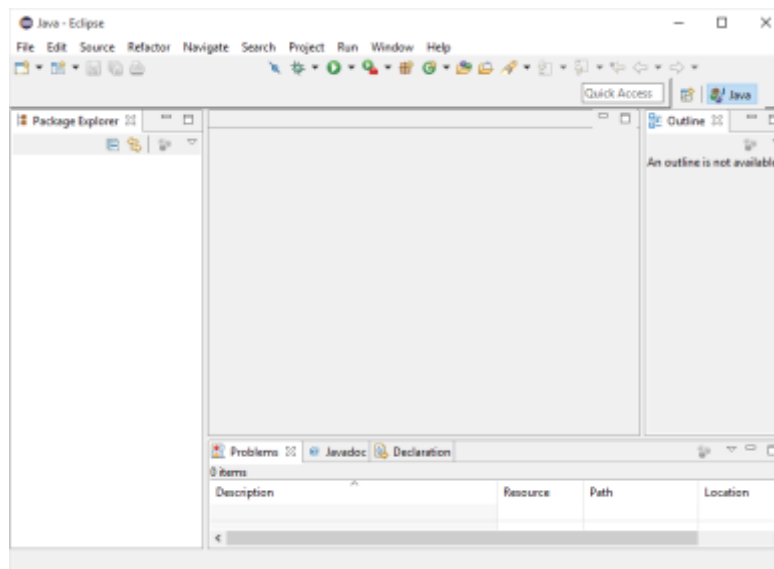 Java - Eclipse
File Edit Source Refactor Navigate Search Project Run Window Help
Quick Access
Java
Package Explorer
Outline
An outline is not available
Problems Javadoc Declaration
0 items
Description Resource Path Location